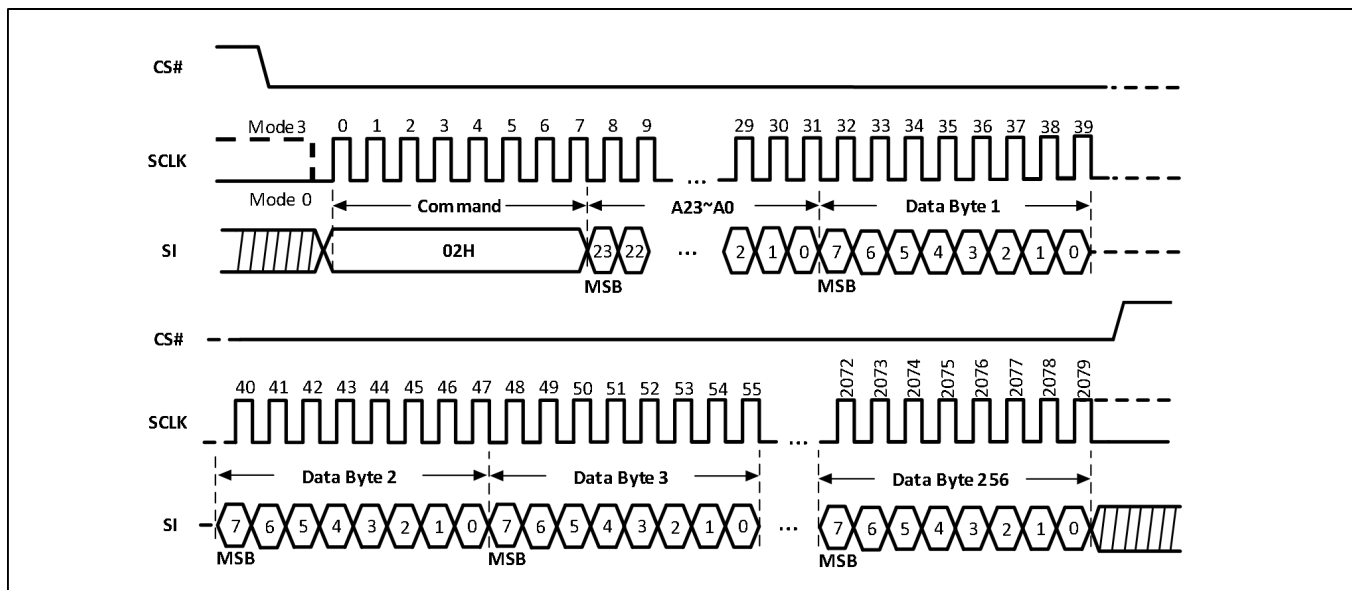 CS#
Mode 3 0 1 2 3 4 5 6 7 8 9 29 30 31 32 33 34 35 36 37 38 39
SCLK ...
Mode 0 Command A23~A0 Data Byte 1
SI 02H 23 22 ... 2 1 0 7 6 5 4 3 2 1 0
MSB MSB
CS#
40 41 42 43 44 45 46 47 48 49 50 51 52 53 54 55 2072 2073 2074 2075 2076 2077 2078 2079
SCLK ...
Data Byte 2 Data Byte 3 Data Byte 256
SI 7 6 5 4 3 2 1 0 7 6 5 4 3 2 1 0 ... 7 6 5 4 3 2 1 0
MSB MSB MSB